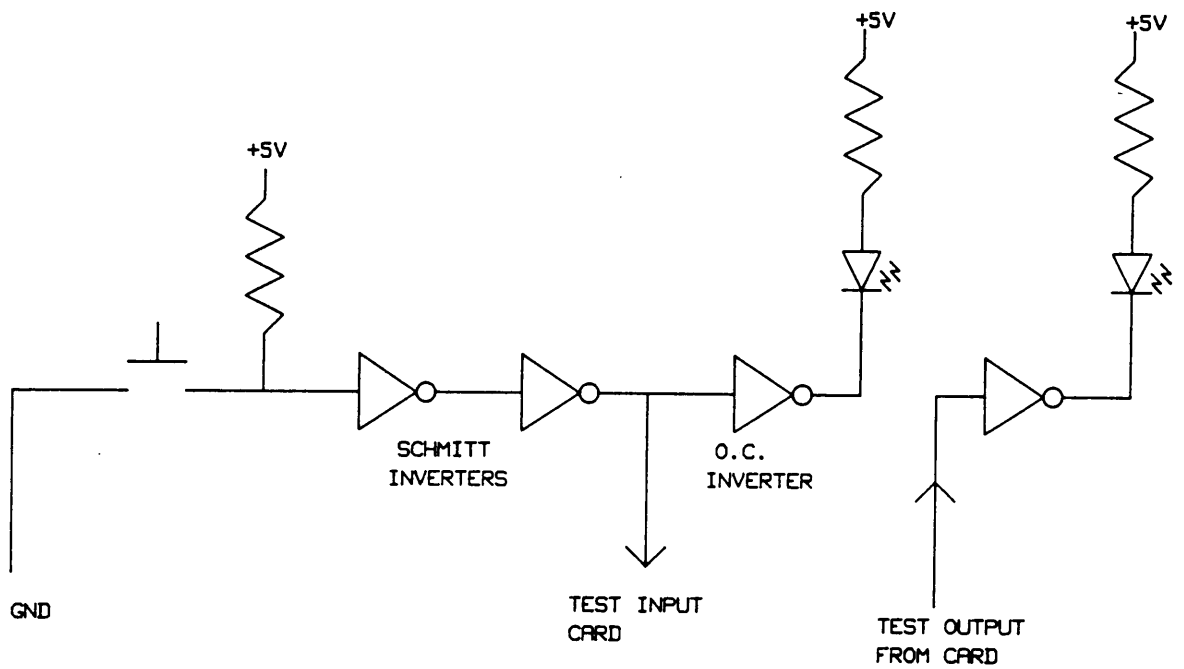 +5V
+5V
+5V
SCHMITT
INVERTERS
O.C.
INVERTER
GND
TEST INPUT
CARD
TEST OUTPUT
FROM CARD